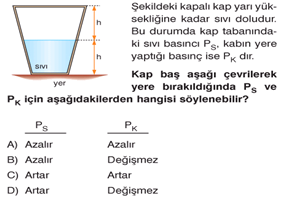 Şekildeki kapalı kap yarı yük-
sekliğine kadar sıvı doludur.
Bu durumda kap tabanında-
ki sıvı basıncı PS, kabın yere
yaptığı basınç ise PK dır.
h
h
sıvı
yer
Kap baş aşağı çevrilerek
yere bırakıldığında PS ve
PK için aşağıdakilerden hangisi söylenebilir?
PS PK
A) Azalır Azalır
B) Azalır Değişmez
C) Artar Artar
D) Artar Değişmez